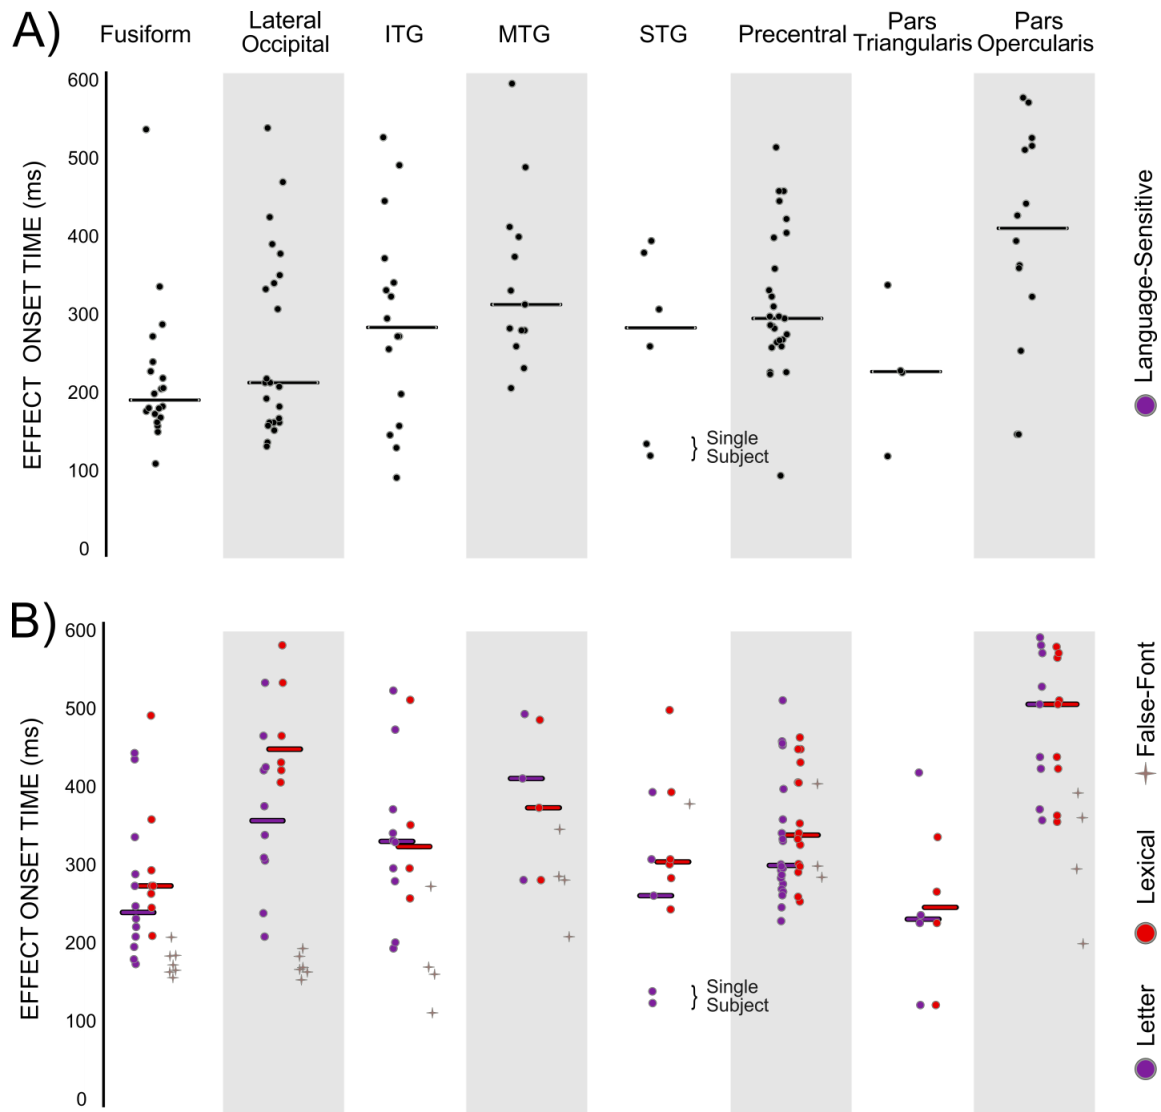 A)
Fusiform
Lateral
Occipital
ITG
MTG
STG
Precentral
Pars
Triangularis
Pars
Opercularis
EFFECT ONSET TIME (ms)
600
500
400
300
200
100
0
} Single
Subject
Language-Sensitive
B)
EFFECT ONSET TIME (ms)
600
500
400
300
200
100
0
} Single
Subject
False-Font
Lexical
Letter